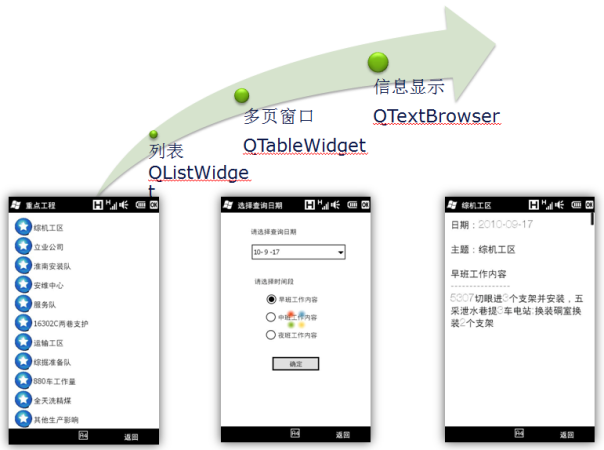 信息显示
QTextBrowser
多页窗口
QTableWidget
列表
QListWidge
t
重点工程
综机工区
立业公司
淮南安装队
安维中心
服务队
16302C两巷支护
运输工区
综掘准备队
880车工作量
全天洗精煤
其他生产影响
返回
选择查询日期
请选择查询日期
10- 9 -17
请选择时间段
早班工作内容
中班工作内容
夜班工作内容
确定
返回
综机工区
日期：2010-09-17
主题：综机工区
早班工作内容
----------------
5307切眼进3个支架并安装，五
采泄水巷提3车电站;换装硐室换
装2个支架
返回